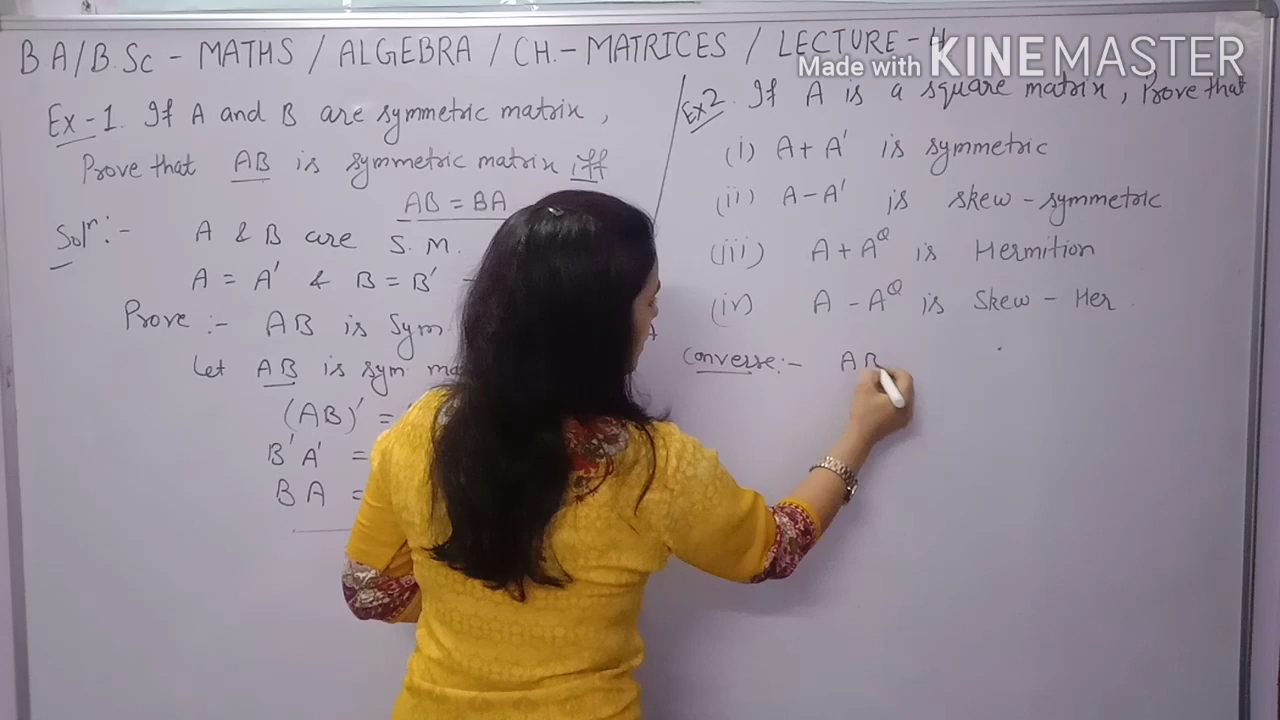 BA/B.Sc - MATHS / ALGEBRA / CH.- MATRICES / LECTURE - 4
Made with KINEMASTER
Ex-1. If A and B are symmetric matrix,
Prove that AB is symmetric matrix iff
AB = BA
Solⁿ:- A & B are S.M.
A = A' & B = B' -
Prove :- AB is Sym
Let AB is sym
(AB)' =
B'A' =
BA =
Ex2. If A is a square matrix, Prove that
(i) A + A' is symmetric
(ii) A - A' is skew - symmetric
(iii) A + A^Q is Hermition
(iv) A - A^Q is Skew - Her.
Converse:- AB